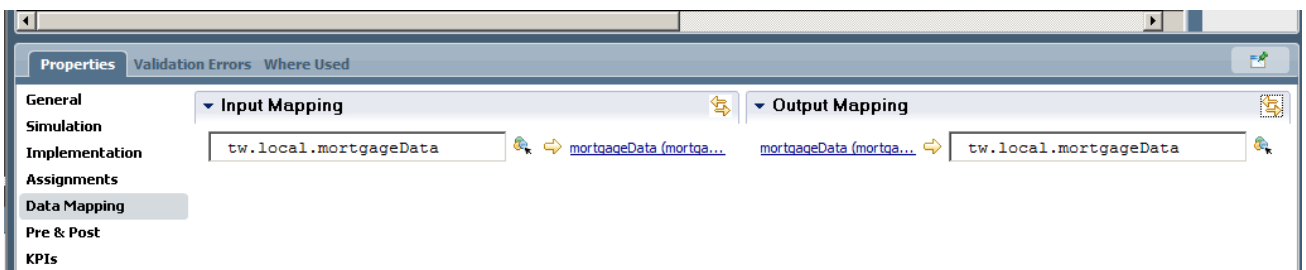 Properties Validation Errors Where Used
General
Simulation
Implementation
Assignments
Data Mapping
Pre & Post
KPIs
Input Mapping
tw.local.mortgageData mortgageData (mortga...
Output Mapping
mortgageData (mortga... tw.local.mortgageData